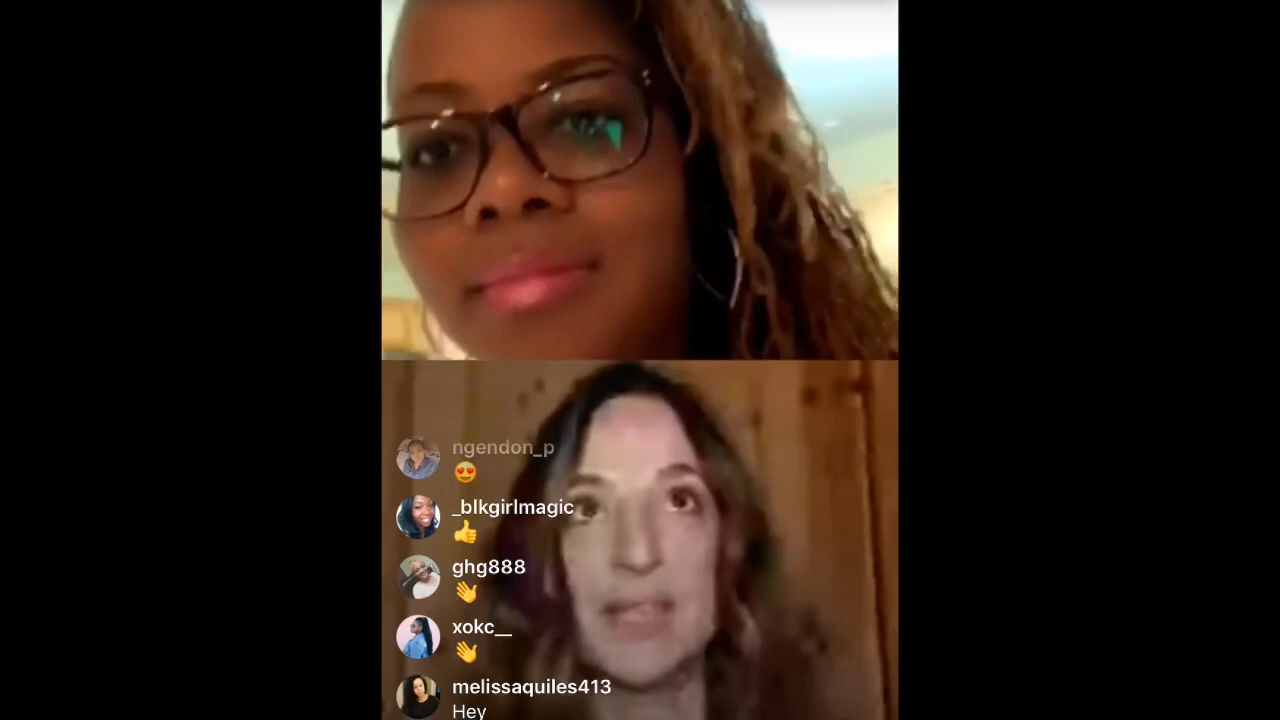 ngendon_p
😍
_blkgirlmagic
👍
ghg888
👋
xokc__
👋
melissaquiles413
Hey